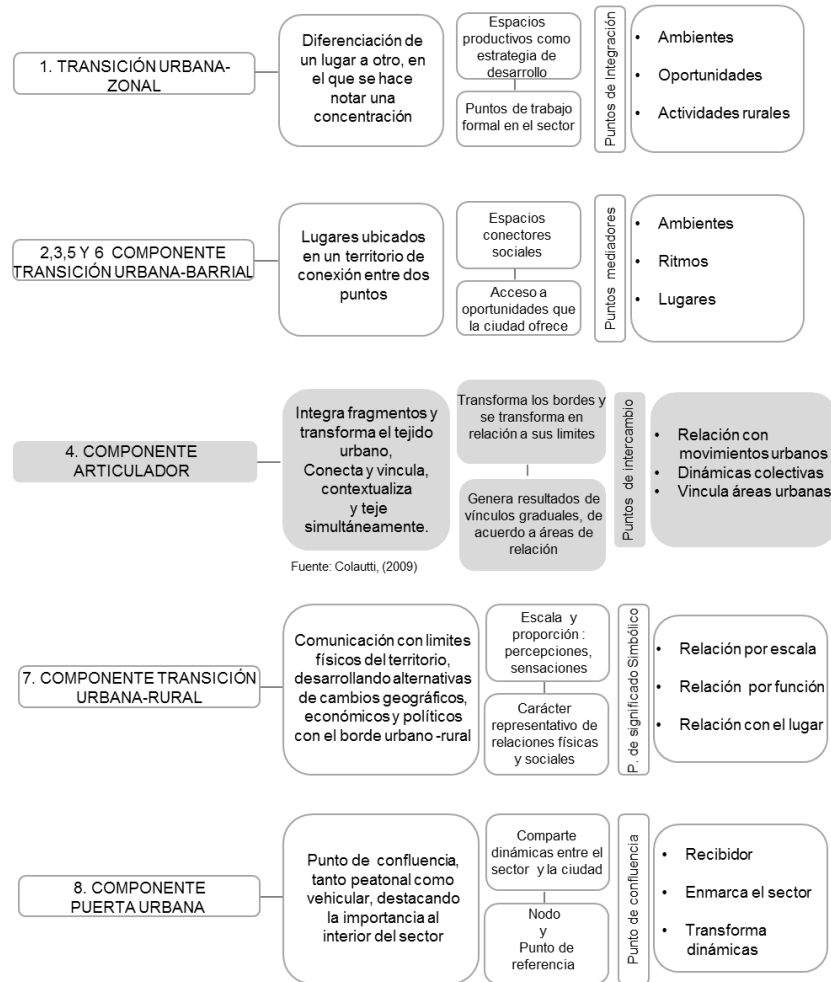 1. TRANSICIÓN URBANA-
ZONAL
Diferenciación de
un lugar a otro, en
el que se hace
notar una
concentración
Espacios
productivos como
estrategia de
desarrollo
Puntos de trabajo
formal en el sector
Puntos de Integración
• Ambientes
• Oportunidades
• Actividades rurales
2,3,5 Y 6 COMPONENTE
TRANSICIÓN URBANA-BARRIAL
Lugares ubicados
en un territorio de
conexión entre dos
puntos
Espacios
conectores
sociales
Acceso a
oportunidades que
la ciudad ofrece
Puntos mediadores
• Ambientes
• Ritmos
• Lugares
4. COMPONENTE
ARTICULADOR
Integra fragmentos y
transforma el tejido
urbano,
Conecta y vincula,
contextualiza
y teje
simultáneamente.
Fuente: Colautti, (2009)
Transforma los bordes y
se transforma en
relación a sus limites
Genera resultados de
vínculos graduales, de
acuerdo a áreas de
relación
Puntos de intercambio
• Relación con
movimientos urbanos
• Dinámicas colectivas
• Vincula áreas urbanas
7. COMPONENTE TRANSICIÓN
URBANA-RURAL
Comunicación con limites
físicos del territorio,
desarrollando alternativas
de cambios geográficos,
económicos y políticos
con el borde urbano -rural
Escala y
proporción :
percepciones,
sensaciones
Carácter
representativo de
relaciones físicas
y sociales
P. de significado Simbólico
• Relación por escala
• Relación por función
• Relación con el lugar
8. COMPONENTE
PUERTA URBANA
Punto de confluencia,
tanto peatonal como
vehicular, destacando
la importancia al
interior del sector
Comparte
dinámicas entre el
sector y la ciudad
Nodo
y
Punto de
referencia
Punto de confluencia
• Recibidor
• Enmarca el sector
• Transforma
dinámicas